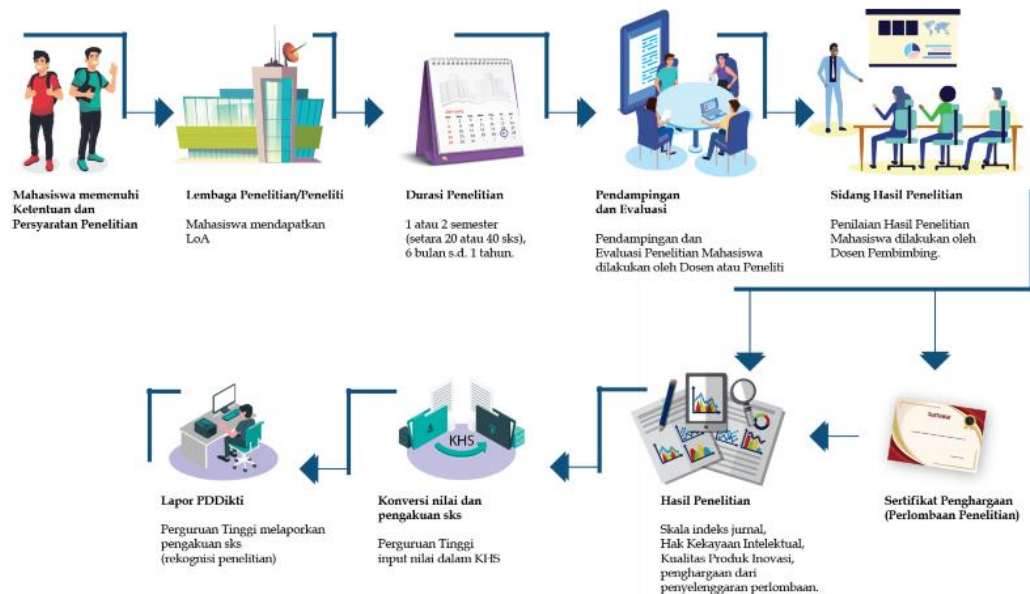 Mahasiswa memenuhi
Ketentuan dan
Persyaratan Penelitian
Lembaga Penelitian/Peneliti
Mahasiswa mendapatkan
LoA
Durasi Penelitian
1 atau 2 semester
(setara 20 atau 40 sks),
6 bulan s.d. 1 tahun.
Pendampingan
dan Evaluasi
Pendampingan dan
Evaluasi Penelitian Mahasiswa
dilakukan oleh Dosen atau Peneliti
Sidang Hasil Penelitian
Penilaian Hasil Penelitian
Mahasiswa dilakukan oleh
Dosen Pembimbing.
Sertifikat Penghargaan
(Perlombaan Penelitian)
Hasil Penelitian
Skala indeks jurnal,
Hak Kekayaan Intelektual,
Kualitas Produk Inovasi,
penghargaan dari
penyelenggaran perlombaan.
KHS
Konversi nilai dan
pengakuan sks
Perguruan Tinggi
input nilai dalam KHS
Lapor PDDikti
Perguruan Tinggi melaporkan
pengakuan sks
(rekognisi penelitian)